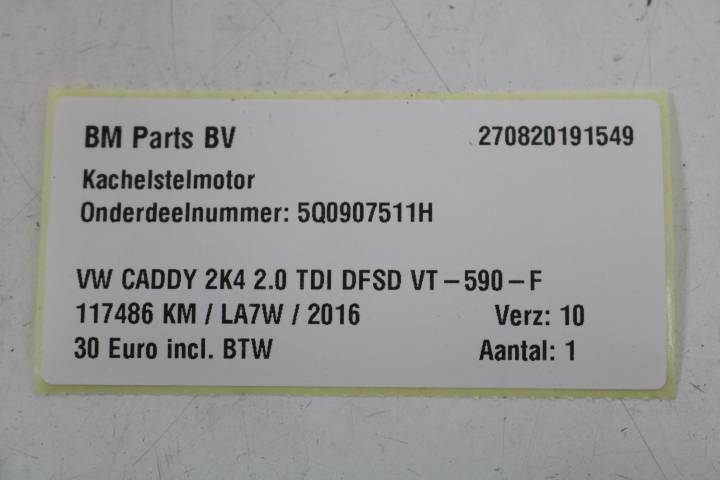 BM Parts BV 270820191549
Kachelstelmotor
Onderdeelnummer: 5Q0907511H
VW CADDY 2K4 2.0 TDI DFSD VT-590-F
117486 KM / LA7W / 2016 Verz: 10
30 Euro incl. BTW Aantal: 1